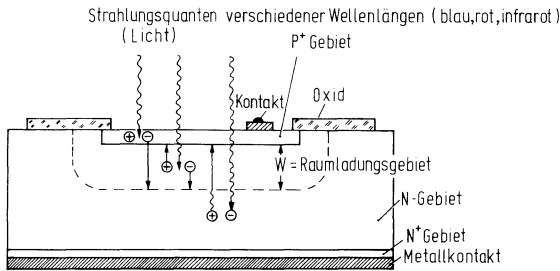 Strahlungsquanten verschiedener Wellenlängen (blau,rot,infrarot)
(Licht)
P+ Gebiet
Kontakt
Oxid
W = Raumladungsgebiet
N-Gebiet
N+ Gebiet
Metallkontakt